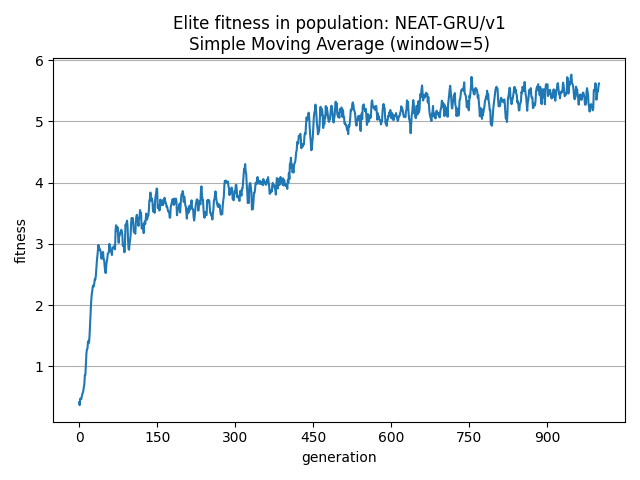 Elite fitness in population: NEAT-GRU/v1
Simple Moving Average (window=5)
6
5
4
3
2
1
fitness
0 150 300 450 600 750 900
generation